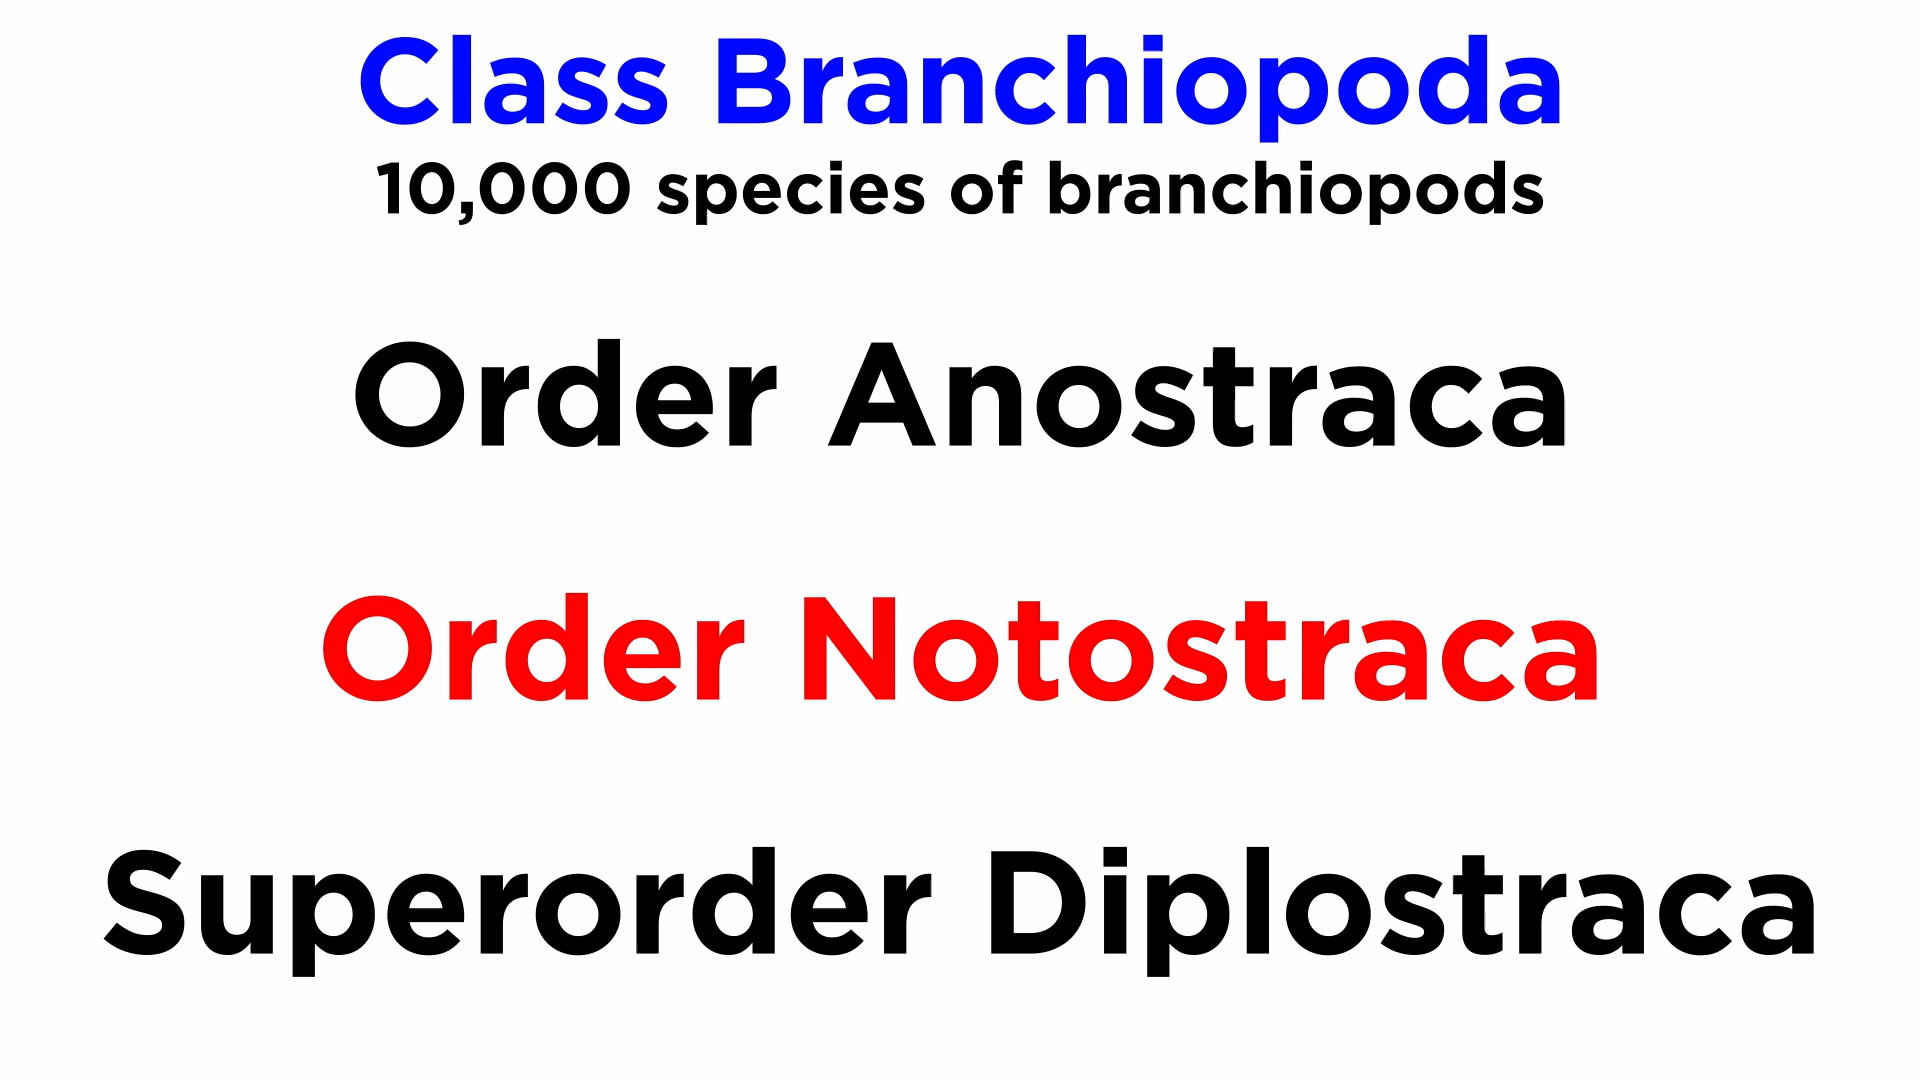 Class Branchiopoda
10,000 species of branchiopods
Order Anostraca
Order Notostraca
Superorder Diplostraca